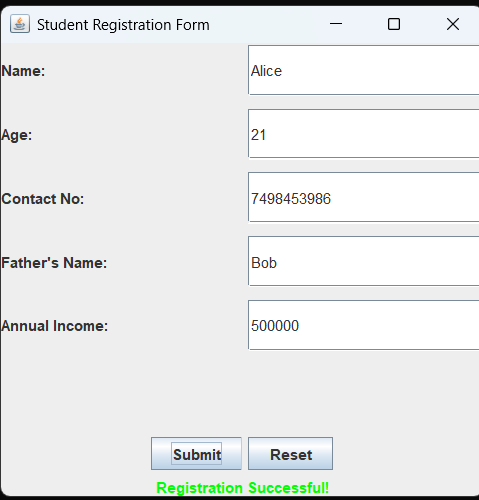 Student Registration Form
Name: Alice
Age: 21
Contact No: 7498453986
Father's Name: Bob
Annual Income: 500000
Submit Reset
Registration Successful!